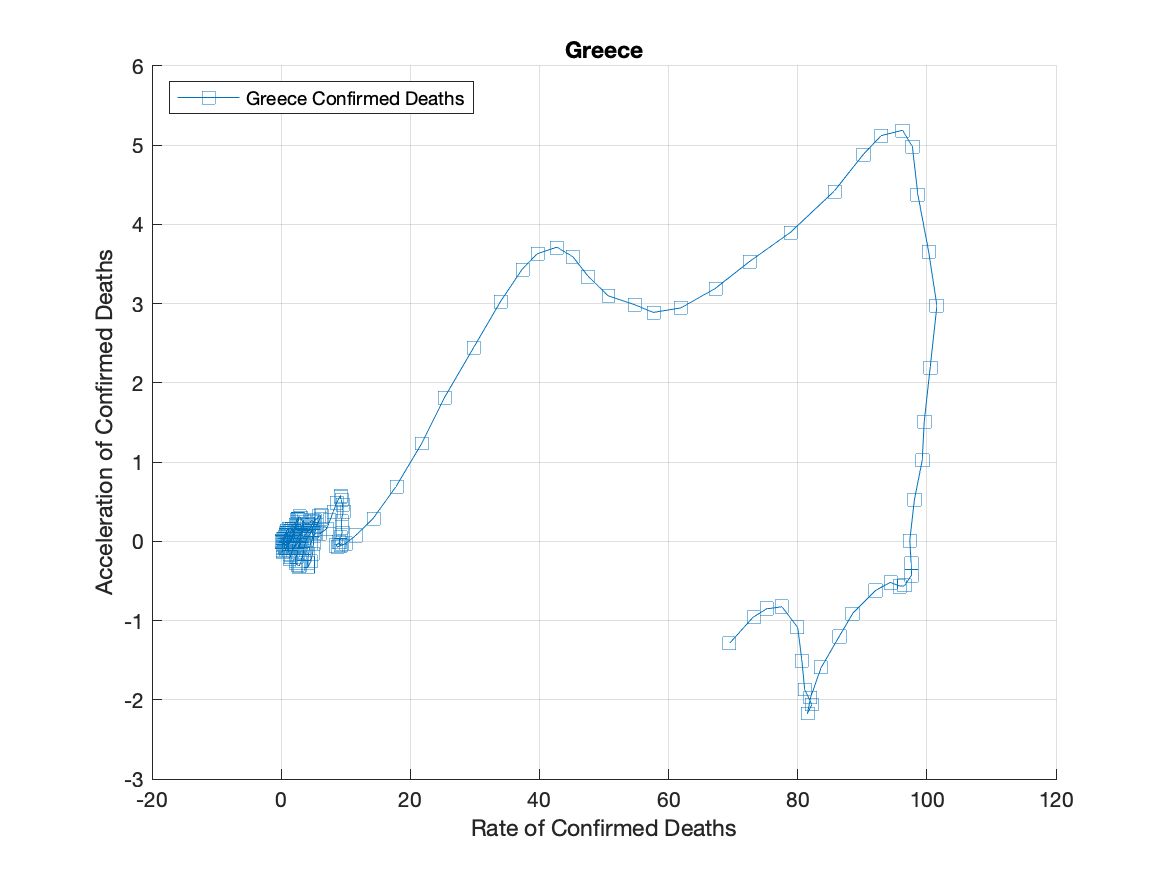 Greece
Greece Confirmed Deaths
6
5
4
3
2
1
0
-1
-2
-3
Acceleration of Confirmed Deaths
-20 0 20 40 60 80 100 120
Rate of Confirmed Deaths